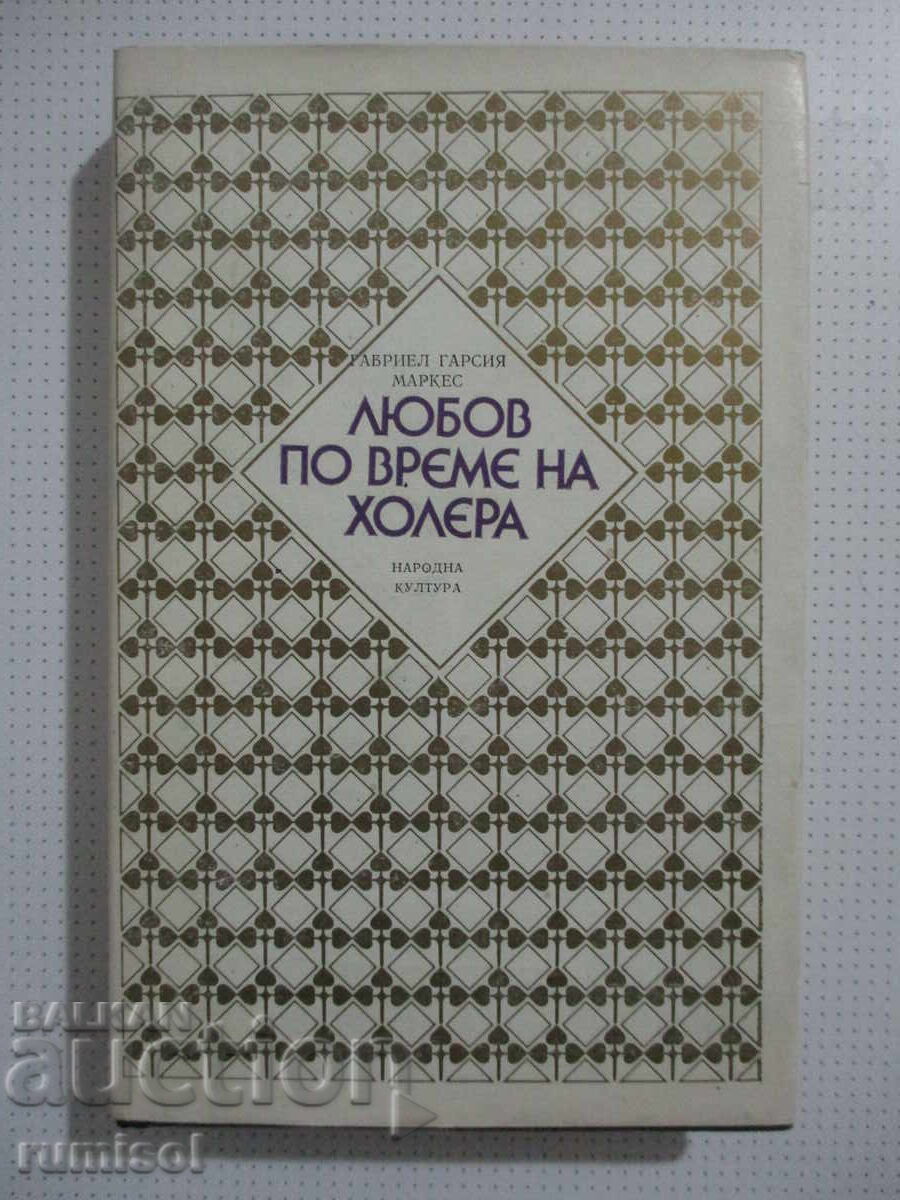 ГАБРИЕЛ ГАРСИЯ
МАРКЕС
ЛЮБОВ
ПО ВРЕМЕ НА
ХОЛЕРА
НАРОДНА
КУЛТУРА
BALKAN
auction
rumisol